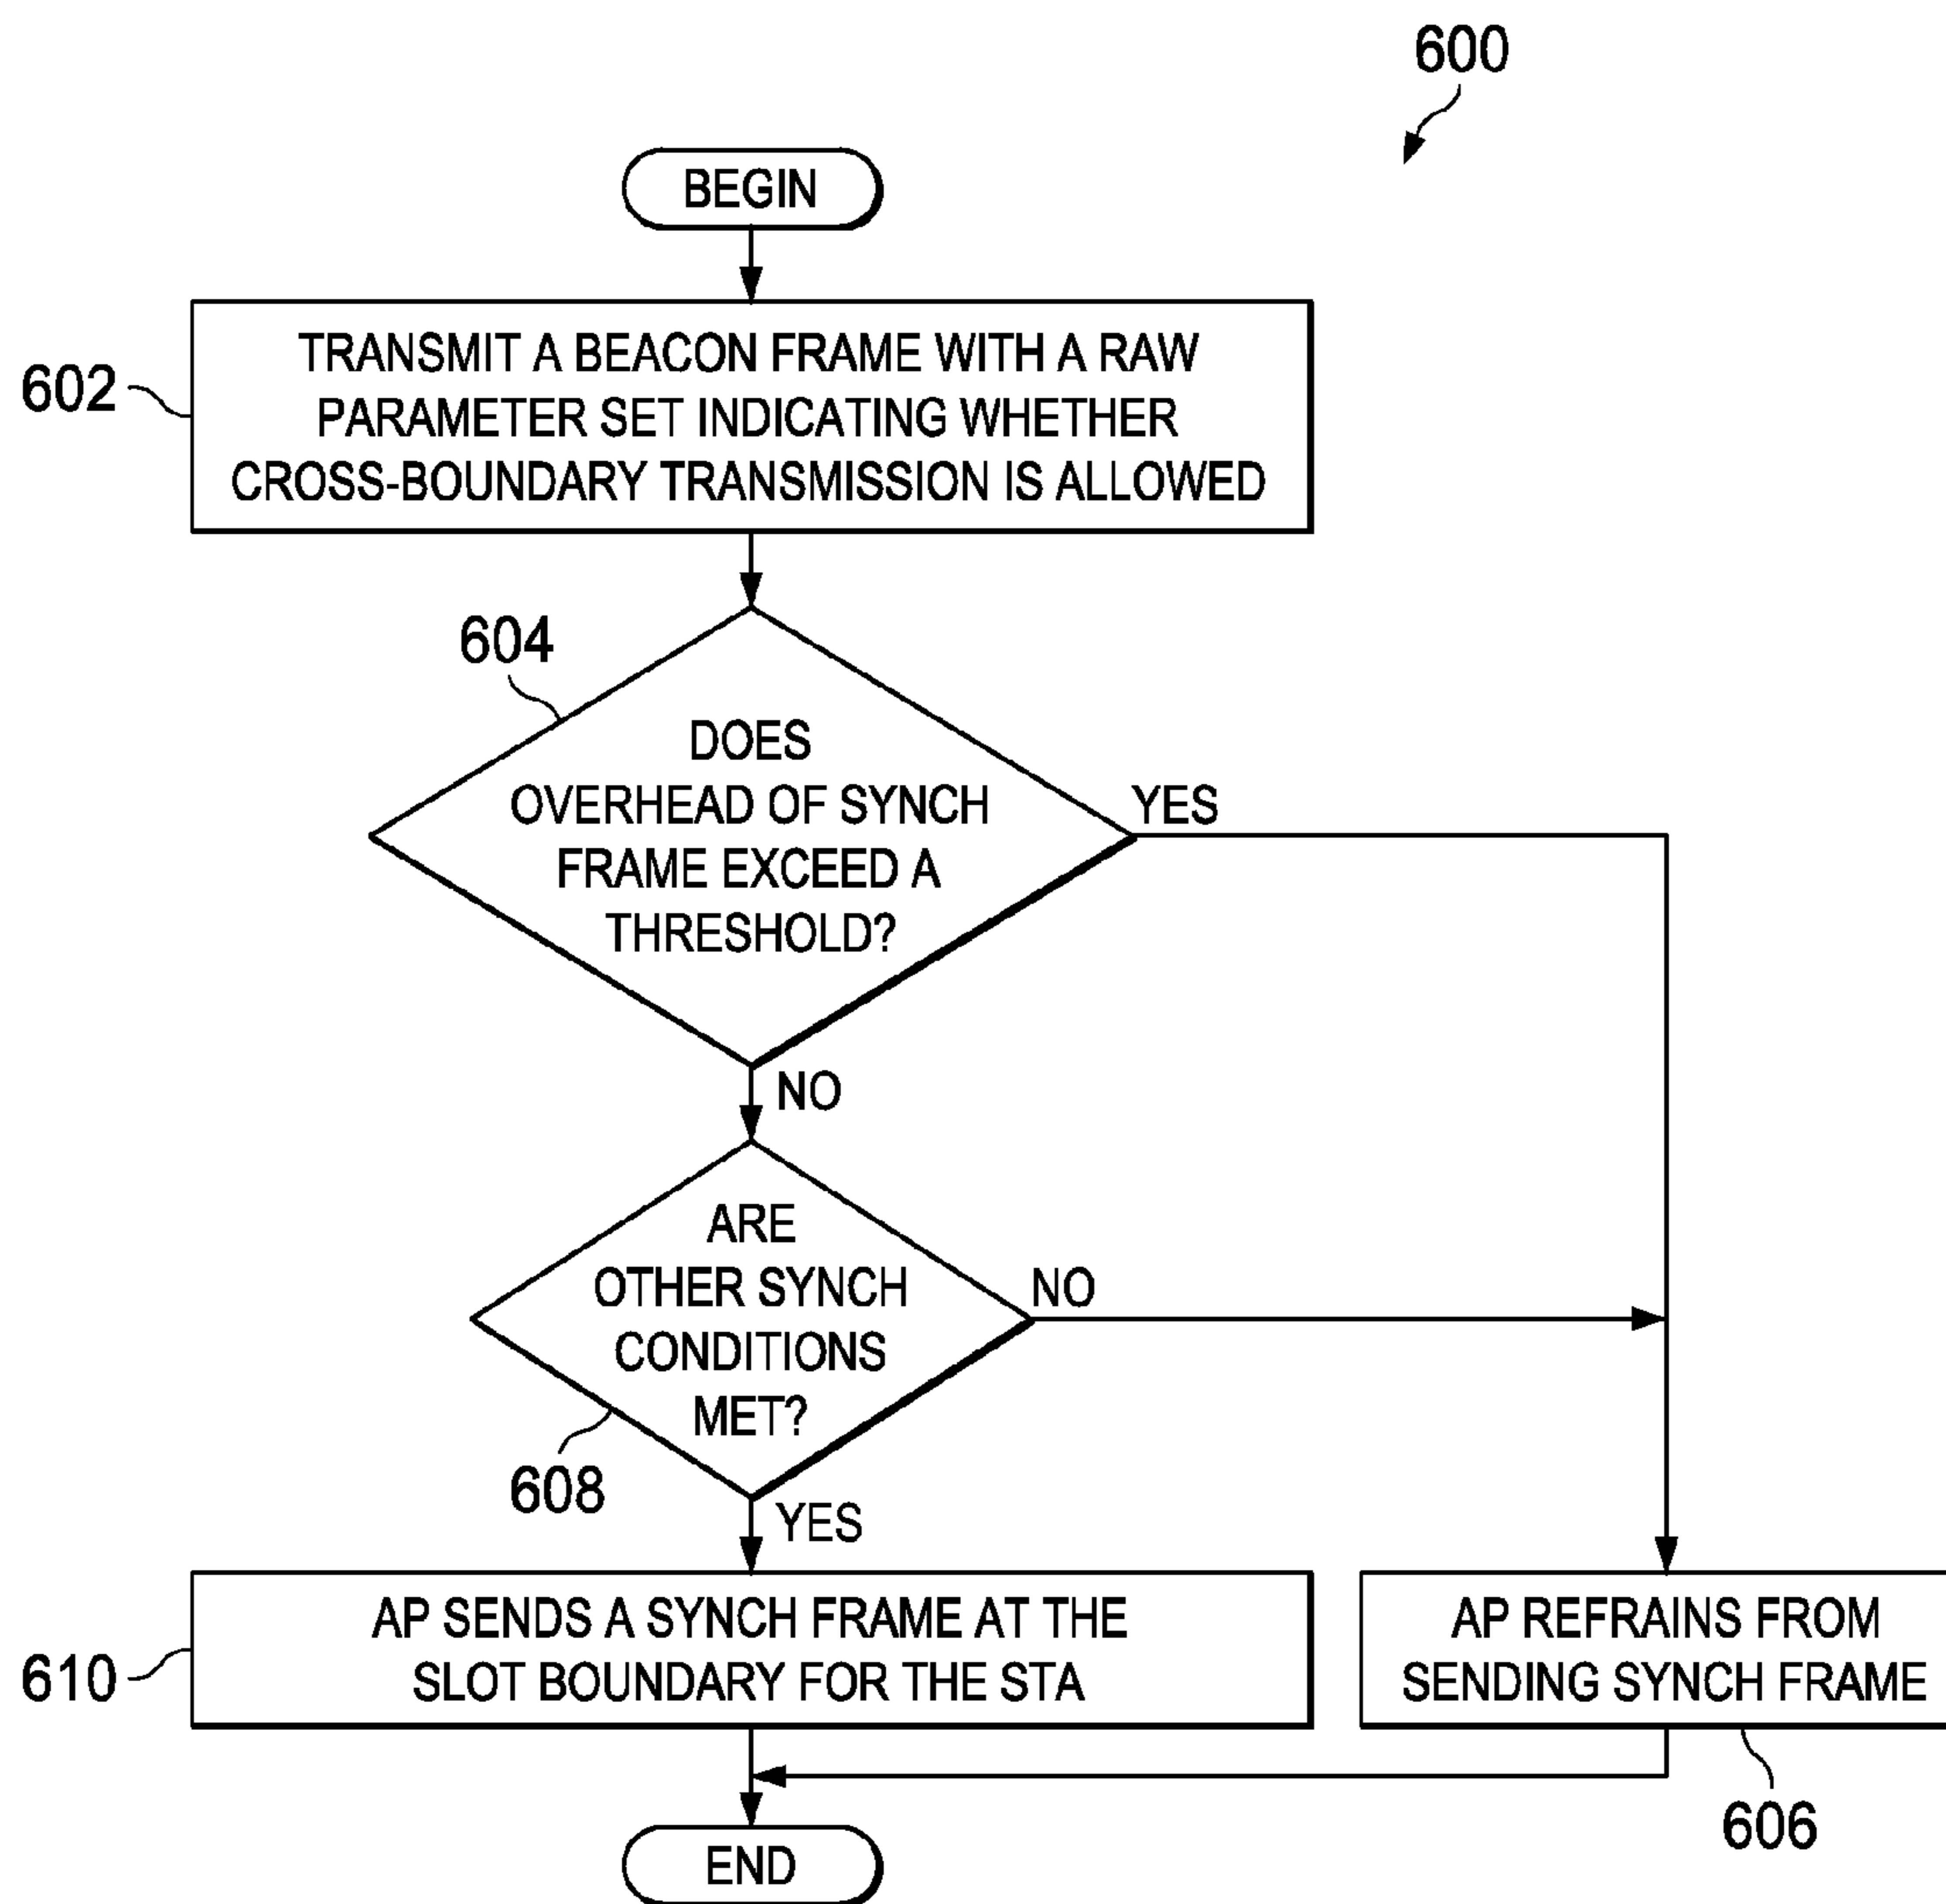 600
BEGIN
602
TRANSMIT A BEACON FRAME WITH A RAW
PARAMETER SET INDICATING WHETHER
CROSS-BOUNDARY TRANSMISSION IS ALLOWED
604
DOES
OVERHEAD OF SYNCH
FRAME EXCEED A
THRESHOLD?
YES
NO
ARE
OTHER SYNCH
CONDITIONS
MET?
NO
608
YES
610
AP SENDS A SYNCH FRAME AT THE
SLOT BOUNDARY FOR THE STA
AP REFRAINS FROM
SENDING SYNCH FRAME
606
END